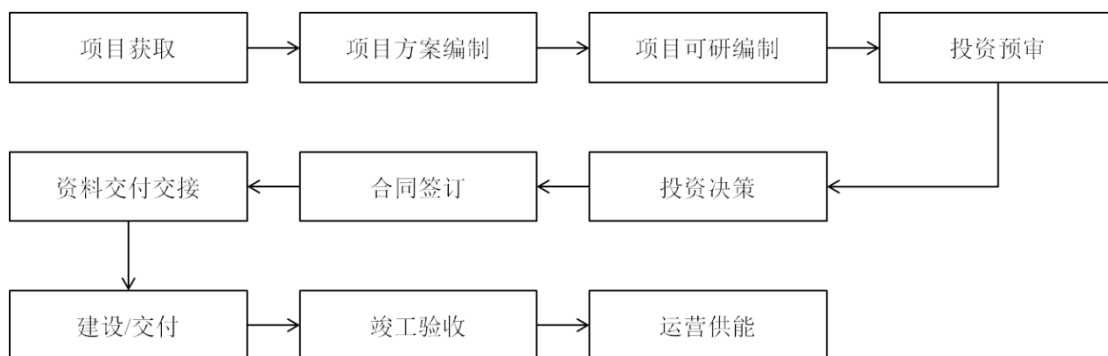 项目获取
项目方案编制
项目可研编制
投资预审
投资决策
合同签订
资料交付交接
建设/交付
竣工验收
运营供能